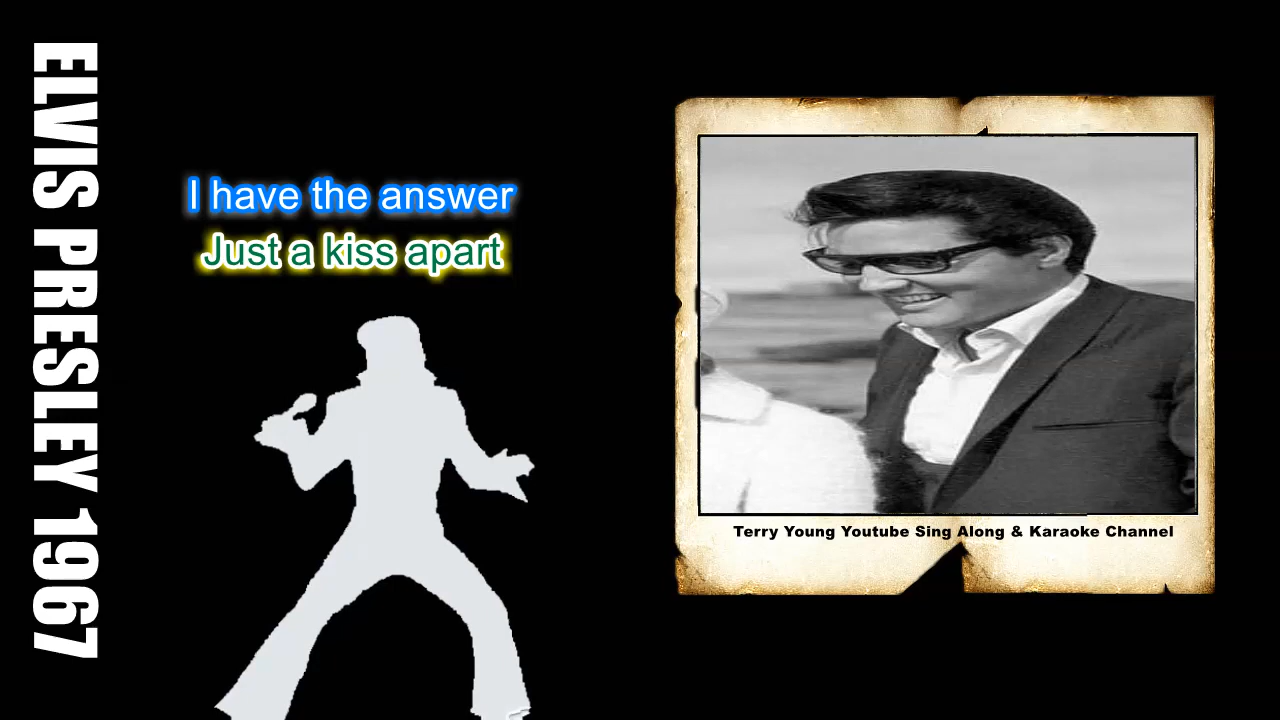 ELVIS PRESLEY 1967
I have the answer
Just a kiss apart
Terry Young Youtube Sing Along & Karaoke Channel